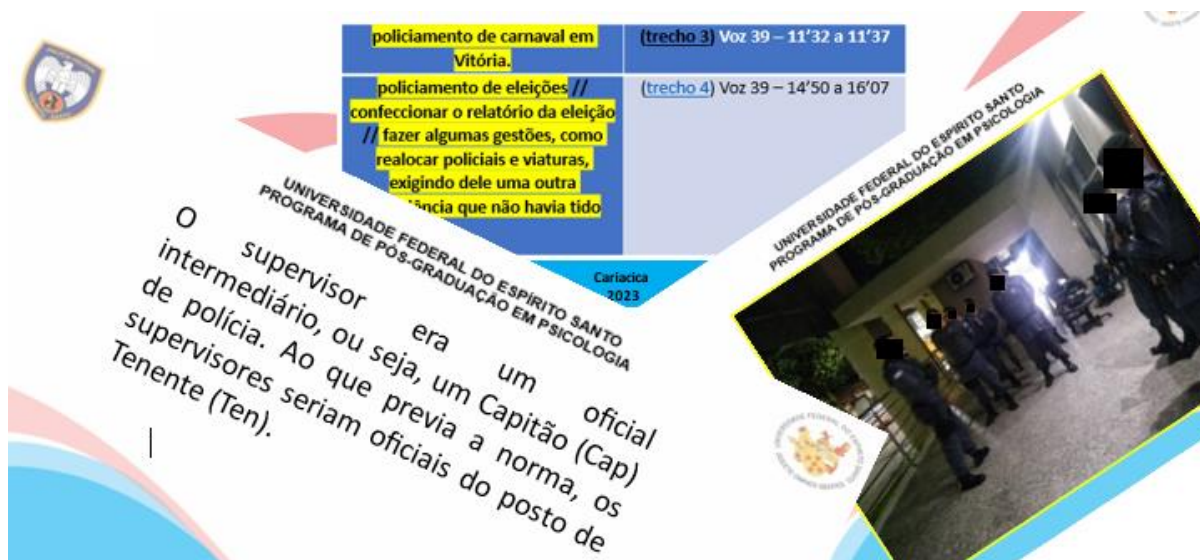 policiamento de carnaval em
Vitória.
(trecho 3) Voz 39 – 11’32 a 11’37
policiamento de eleições //
confeccionar o relatório da eleição
// fazer algumas gestões, como
realocar policiais e viaturas,
exigindo dele uma outra
que não havia tido
(trecho 4) Voz 39 – 14’50 a 16’07
Cariacica
2023
UNIVERSIDADE FEDERAL DO ESPÍRITO SANTO
PROGRAMA DE PÓS-GRADUAÇÃO EM PSICOLOGIA
O supervisor era um oficial
intermediário, ou seja, um Capitão (Cap)
de polícia. Ao que previa a norma, os
supervisores seriam oficiais do posto de
Tenente (Ten).
UNIVERSIDADE FEDERAL DO ESPÍRITO SANTO
PROGRAMA DE PÓS-GRADUAÇÃO EM PSICOLOGIA